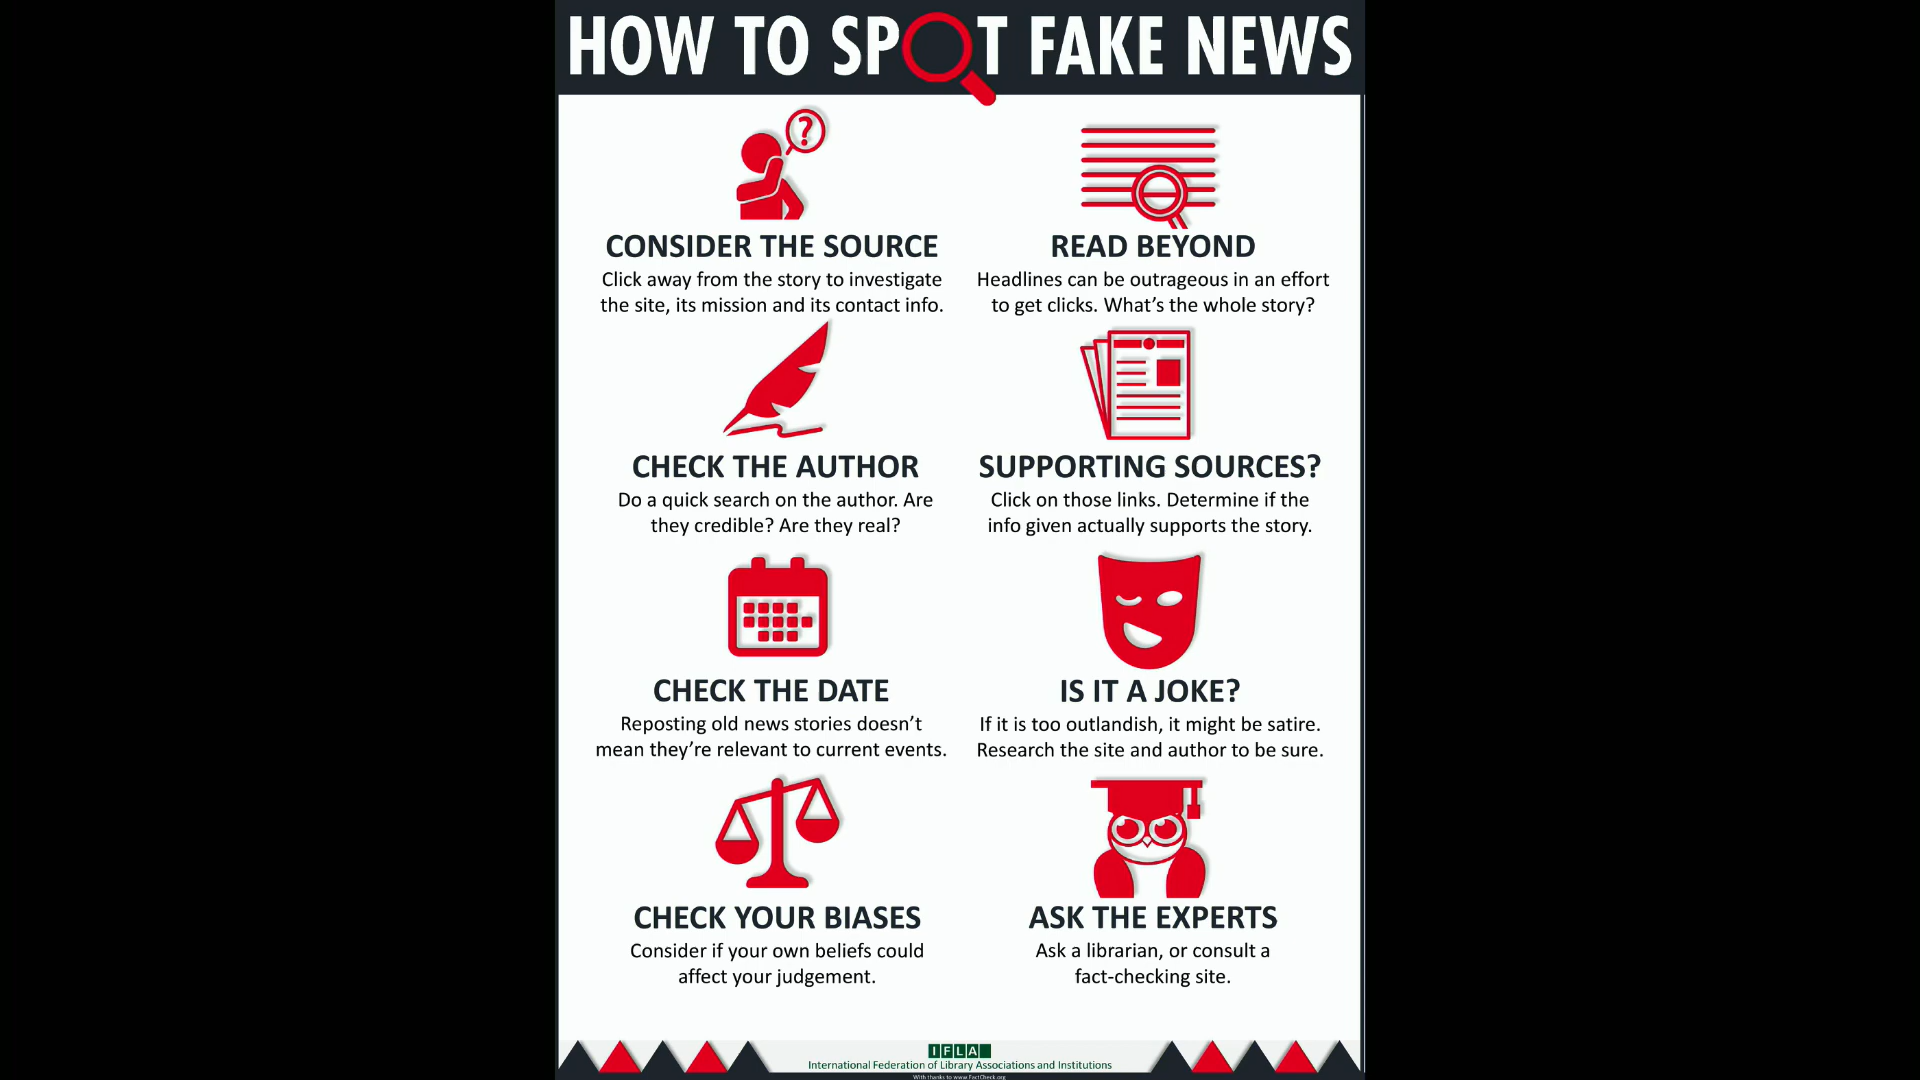 HOW TO SPOT FAKE NEWS
?
CONSIDER THE SOURCE
Click away from the story to investigate
the site, its mission and its contact info.
READ BEYOND
Headlines can be outrageous in an effort
to get clicks. What's the whole story?
CHECK THE AUTHOR
Do a quick search on the author. Are
they credible? Are they real?
SUPPORTING SOURCES?
Click on those links. Determine if the
info given actually supports the story.
CHECK THE DATE
Reposting old news stories doesn't
mean they're relevant to current events.
IS IT A JOKE?
If it is too outlandish, it might be satire.
Research the site and author to be sure.
CHECK YOUR BIASES
Consider if your own beliefs could
affect your judgement.
ASK THE EXPERTS
Ask a librarian, or consult a
fact-checking site.
IFLA
International Federation of Library Associations and Institutions
With thanks to www.FactCheck.org